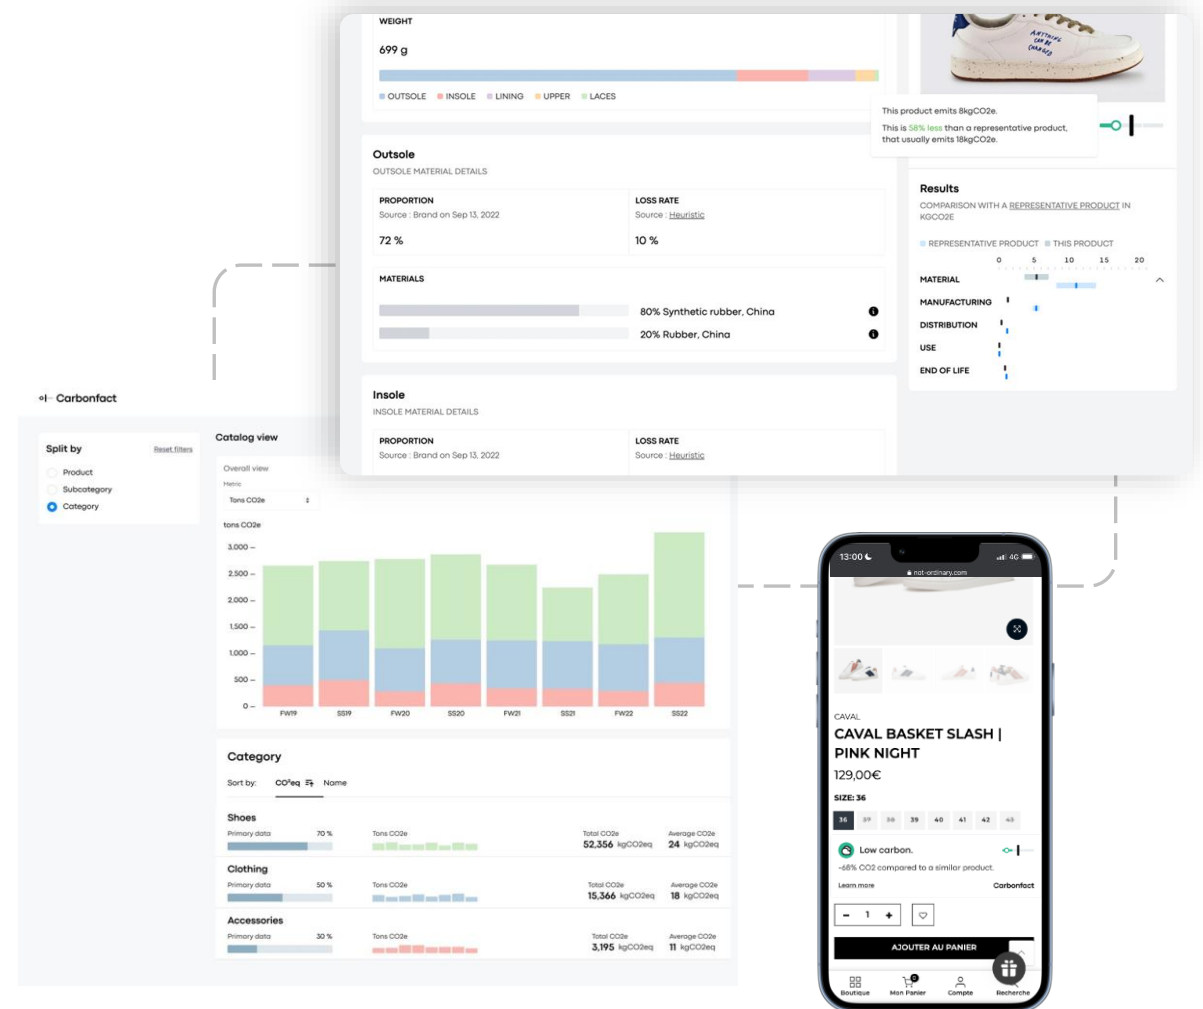 WEIGHT
699 g
OUTSOLE INSOLE LINING UPPER LACES
Outsole
OUTSOLE MATERIAL DETAILS
PROPORTION
Source : Brand on Sep 13, 2022
72 %
LOSS RATE
Source : Heuristic
10 %
MATERIALS
80% Synthetic rubber, China
20% Rubber, China
Insole
INSOLE MATERIAL DETAILS
PROPORTION
Source : Brand on Sep 13, 2022
LOSS RATE
Source : Heuristic
ANYTHING
CAN BE
CHANGED
This product emits 8kgCO2e.
This is 58% less than a representative product,
that usually emits 18kgCO2e.
Results
COMPARISON WITH A REPRESENTATIVE PRODUCT IN
KGCO2E
REPRESENTATIVE PRODUCT THIS PRODUCT
0 5 10 15 20
MATERIAL
MANUFACTURING
DISTRIBUTION
USE
END OF LIFE
Carbonfact
Split by
Reset filters
Product
Subcategory
Category
Catalog view
Overall view
Metric
Tons CO2e
tons CO2e
3,000
2,500
2,000
1,500
1,000
500
0
FW19 SS19 FW20 SS20 FW21 SS21 FW22 SS22
Category
Sort by: CO²eq Name
Shoes
Primary data 70 %
Tons CO2e
Total CO2e
52,356 kgCO2eq
Average CO2e
24 kgCO2eq
Clothing
Primary data 50 %
Tons CO2e
Total CO2e
15,366 kgCO2eq
Average CO2e
18 kgCO2eq
Accessories
Primary data 30 %
Tons CO2e
Total CO2e
3,195 kgCO2eq
Average CO2e
11 kgCO2eq
13:00 4G
not-ordinary.com
CAVAL
CAVAL BASKET SLASH |
PINK NIGHT
129,00€
SIZE: 36
36 37 38 39 40 41 42 43
Low carbon.
-68% CO2 compared to a similar product.
Learn more Carbonfact
- 1 +
AJOUTER AU PANIER
0
Boutique Mon Panier Compte Recherche